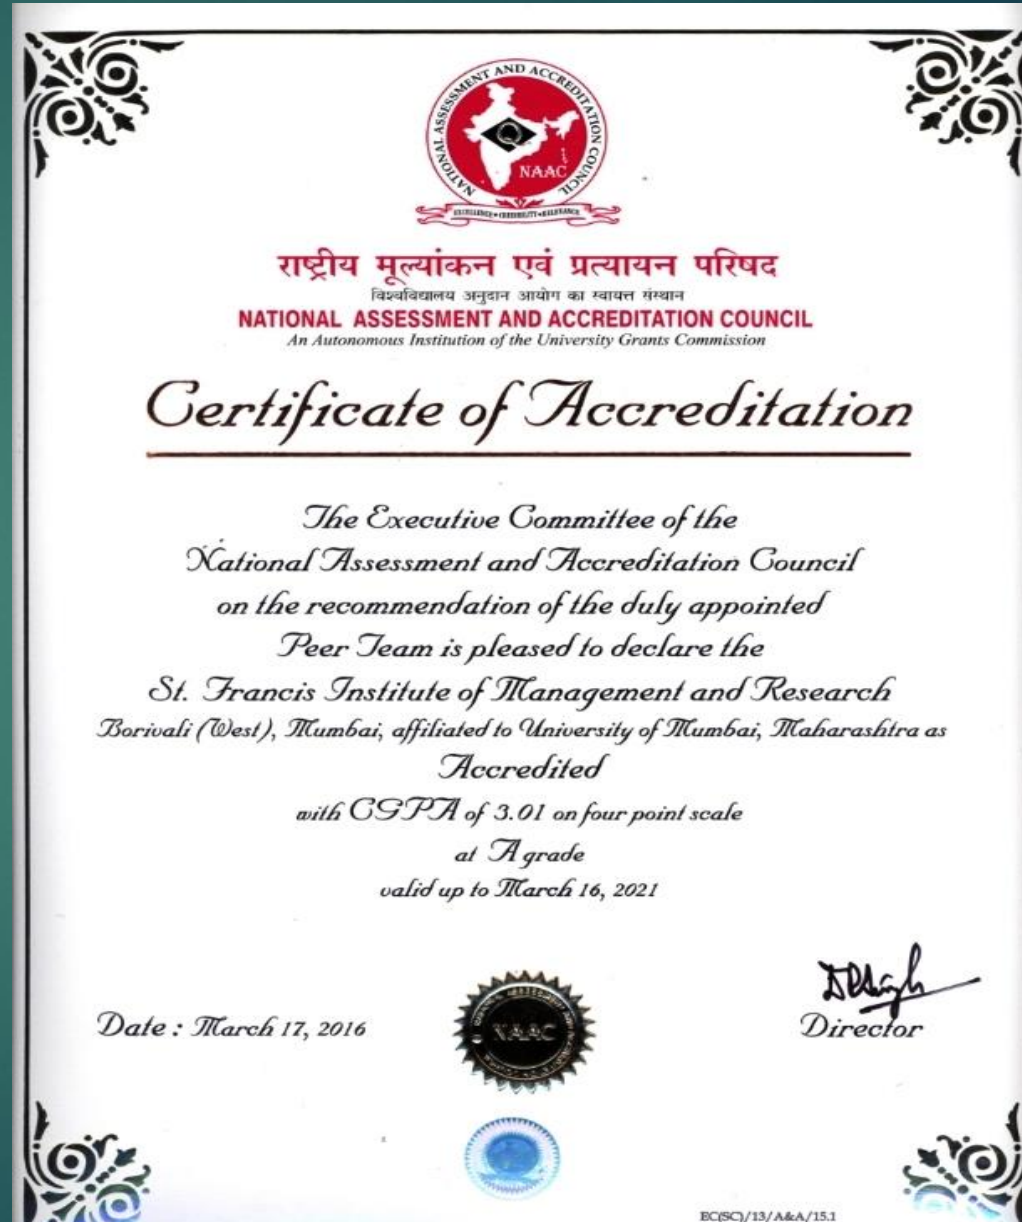 NATIONAL ASSESSMENT AND ACCREDITATION COUNCIL
NAAC
EXCELLENCE • CREDIBILITY • RELEVANCE
राष्ट्रीय मूल्यांकन एवं प्रत्यायन परिषद
विश्वविद्यालय अनुदान आयोग का स्वायत्त संस्थान
NATIONAL ASSESSMENT AND ACCREDITATION COUNCIL
An Autonomous Institution of the University Grants Commission
Certificate of Accreditation
The Executive Committee of the
National Assessment and Accreditation Council
on the recommendation of the duly appointed
Peer Team is pleased to declare the
St. Francis Institute of Management and Research
Borivali (West), Mumbai, affiliated to University of Mumbai, Maharashtra as
Accredited
with CGPA of 3.01 on four point scale
at A grade
valid up to March 16, 2021
Date : March 17, 2016
NAAC
Director
EC(SC)/13/A&A/15.1